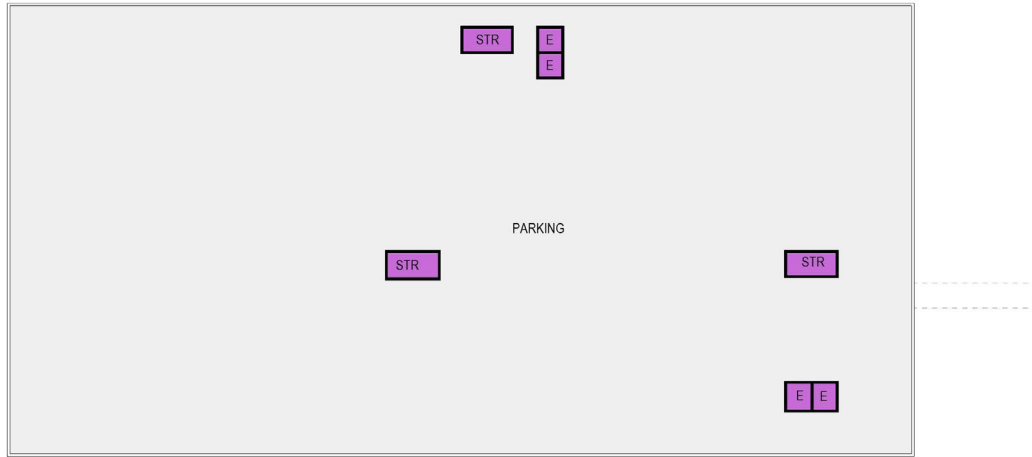 STR E
E
PARKING
STR STR
E E